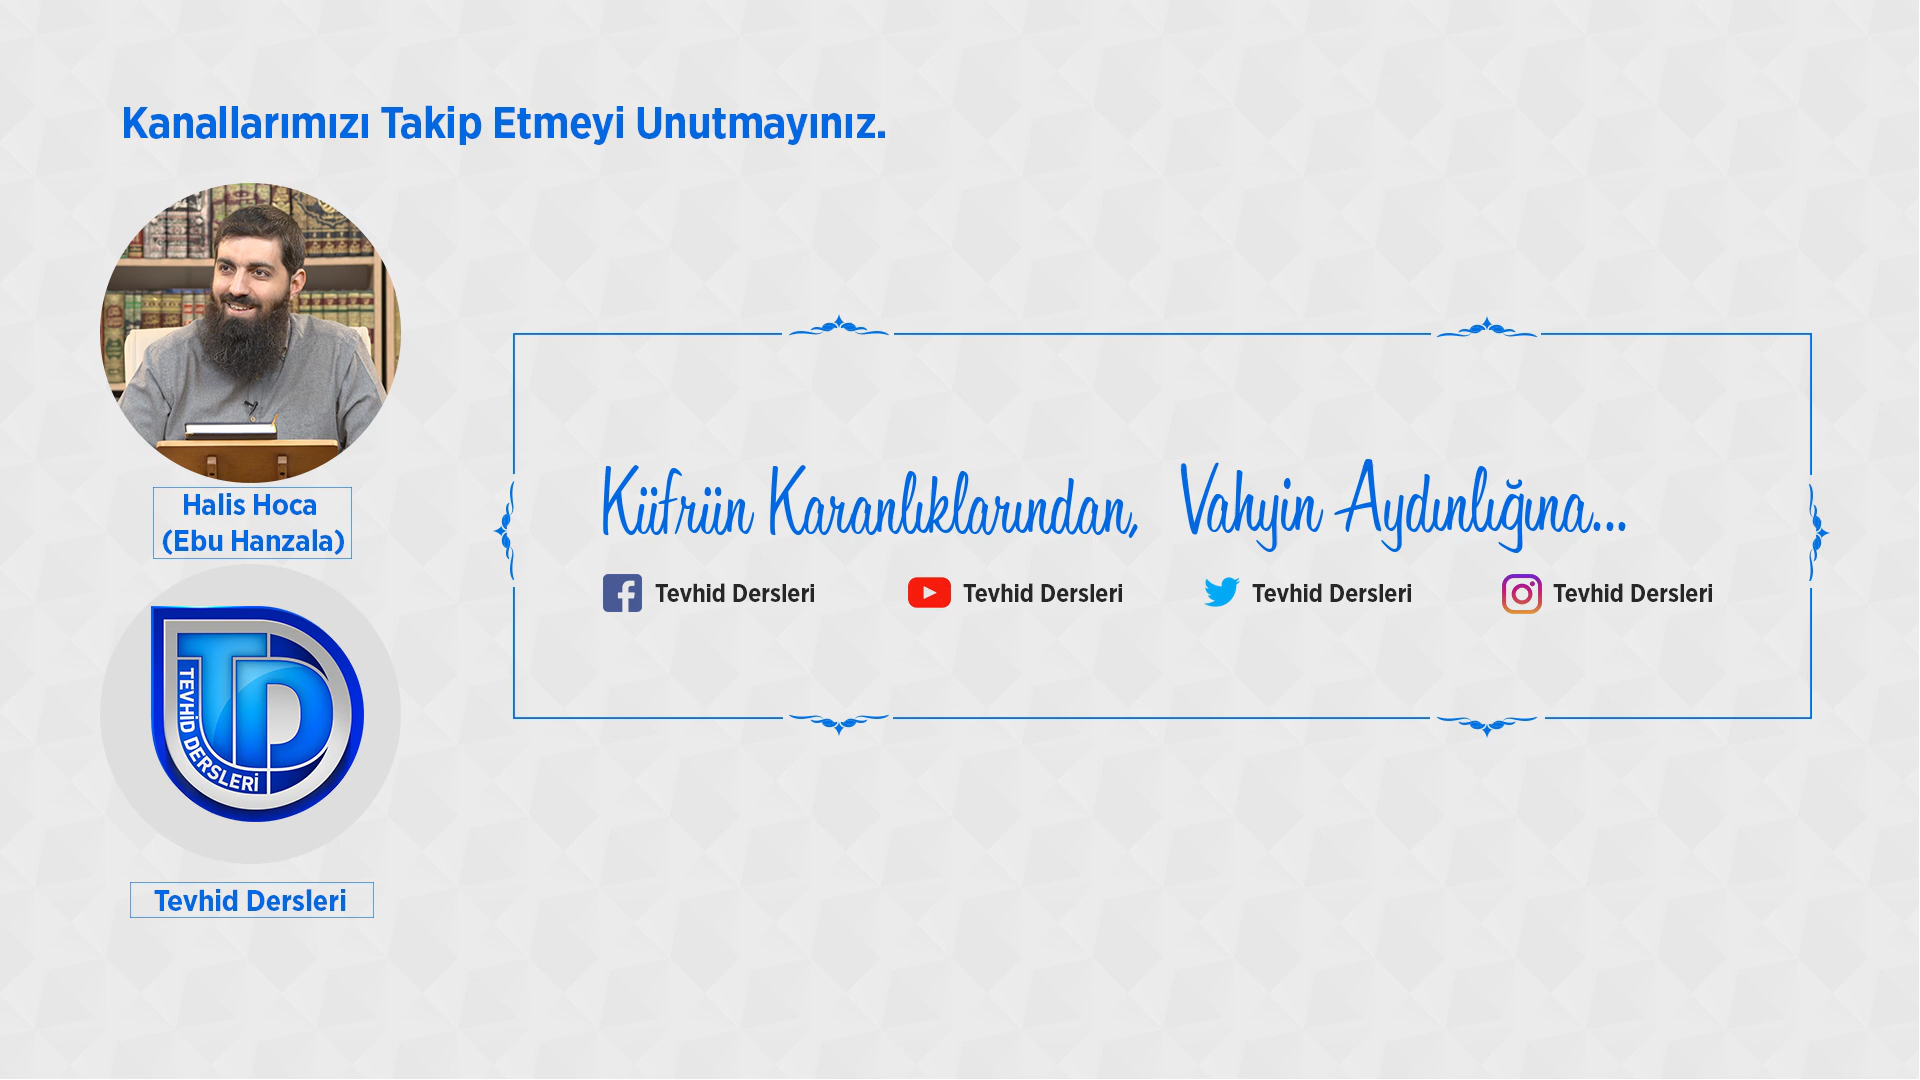 Kanallarımızı Takip Etmeyi Unutmayınız.
Halis Hoca
(Ebu Hanzala)
TD
TEVHİD DERSLERİ
Tevhid Dersleri
Küfrün Karanlıklarından, Vahyin Aydınlığına...
Tevhid Dersleri Tevhid Dersleri Tevhid Dersleri Tevhid Dersleri